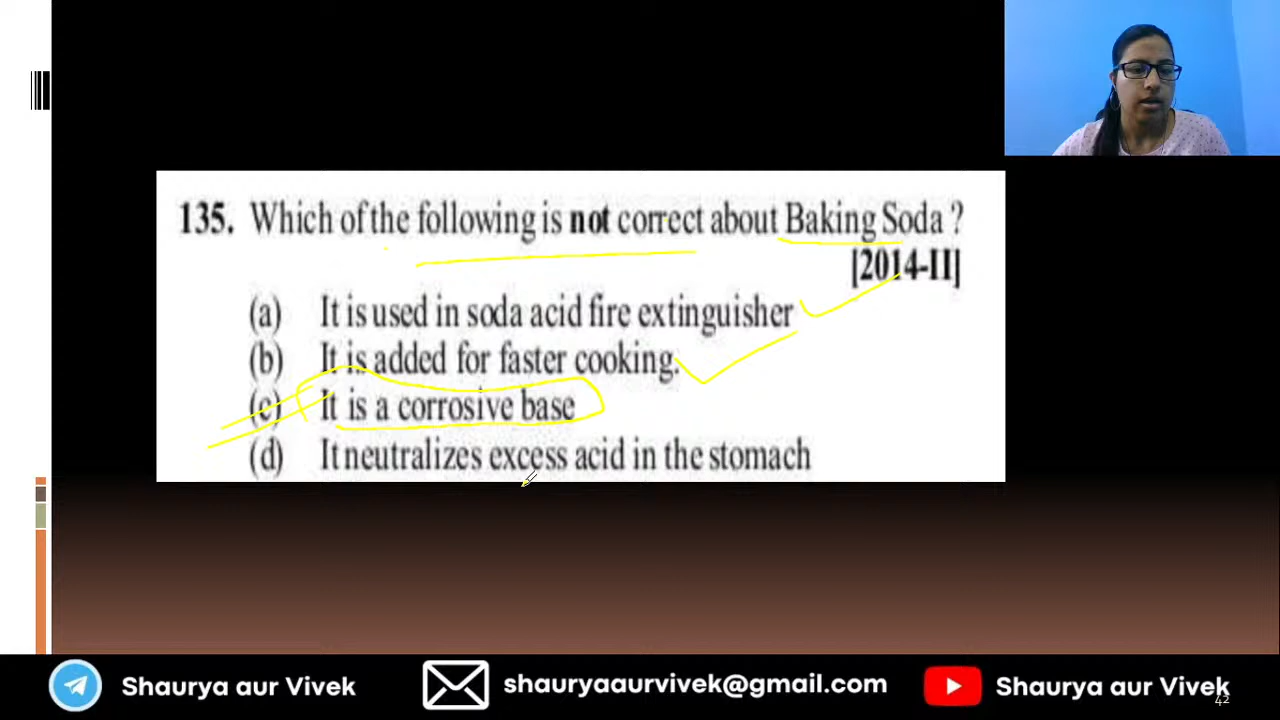 135. Which of the following is not correct about Baking Soda ?
[2014-II]
(a) It is used in soda acid fire extinguisher
(b) It is added for faster cooking.
(c) It is a corrosive base
(d) It neutralizes excess acid in the stomach
Shaurya aur Vivek
shauryaaurvivek@gmail.com
Shaurya aur Vivek
42